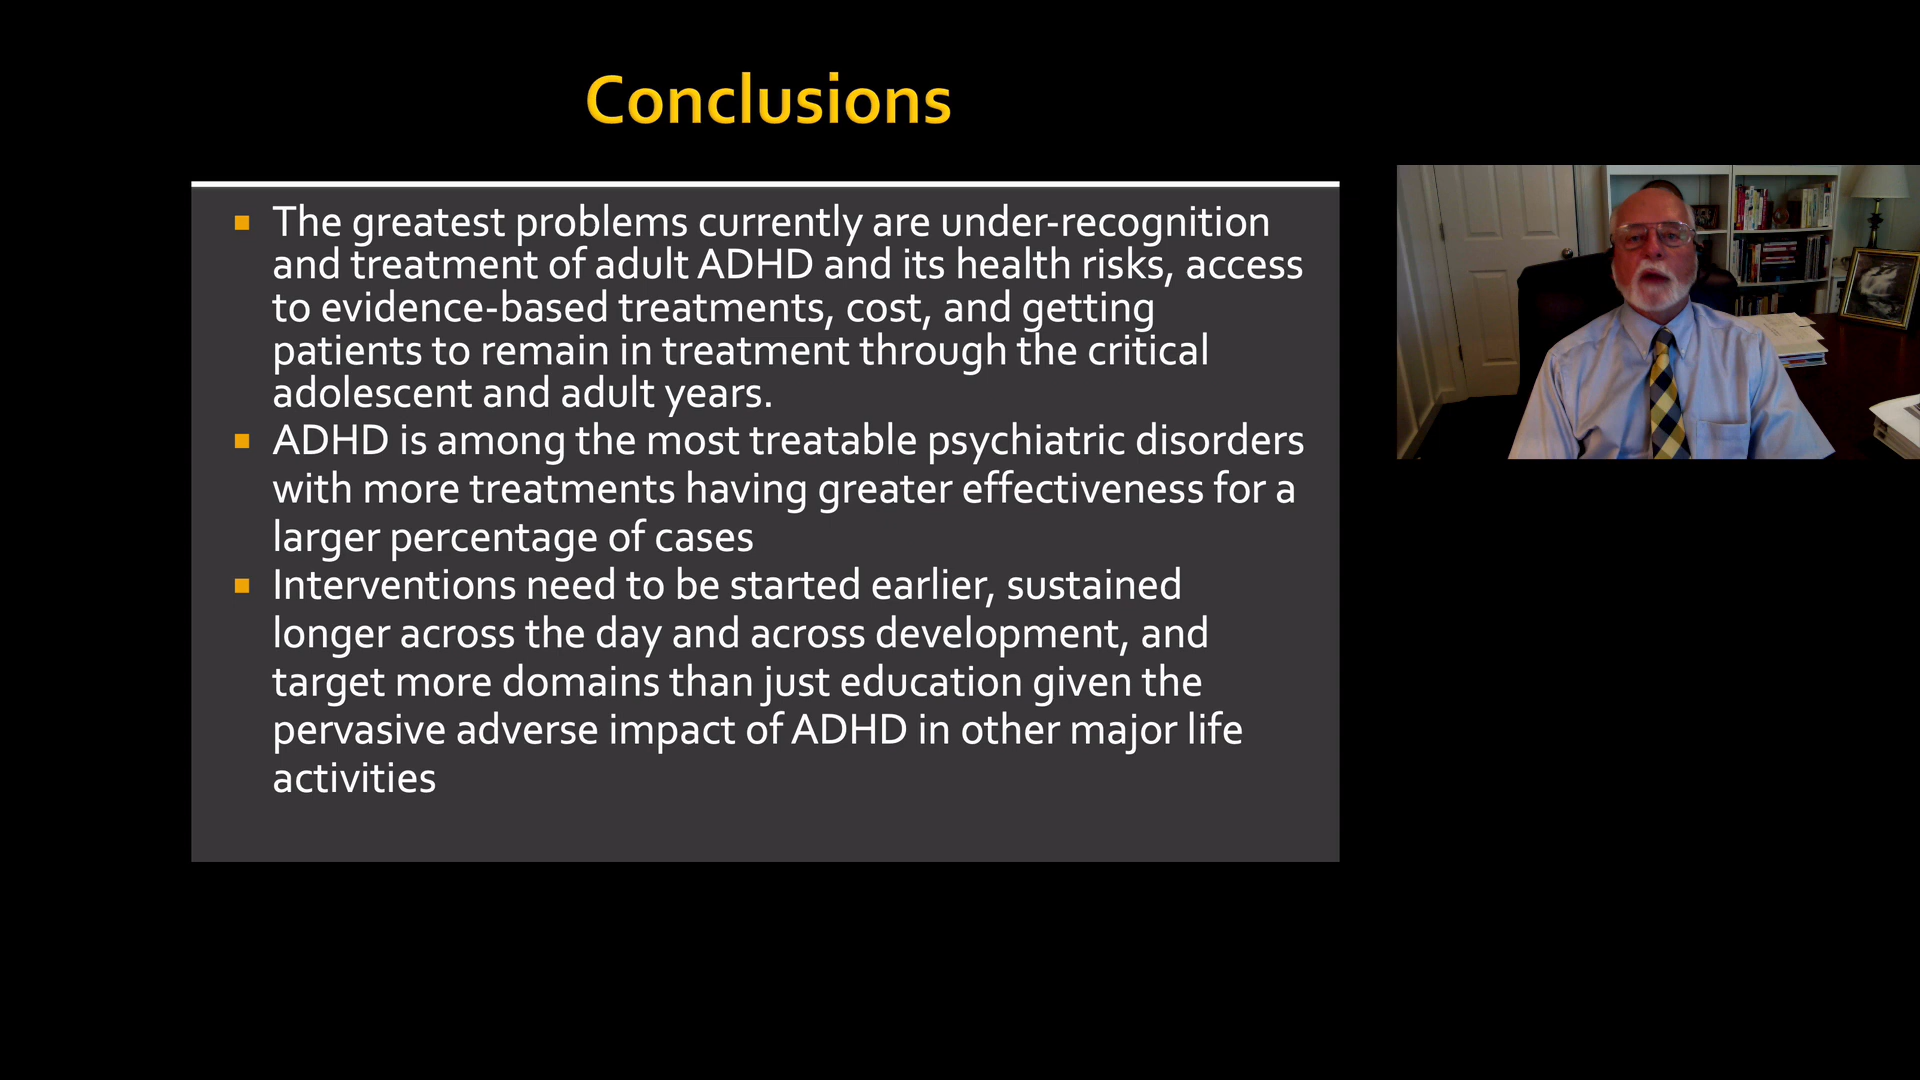 Conclusions
The greatest problems currently are under-recognition
and treatment of adult ADHD and its health risks, access
to evidence-based treatments, cost, and getting
patients to remain in treatment through the critical
adolescent and adult years.
ADHD is among the most treatable psychiatric disorders
with more treatments having greater effectiveness for a
larger percentage of cases
Interventions need to be started earlier, sustained
longer across the day and across development, and
target more domains than just education given the
pervasive adverse impact of ADHD in other major life
activities